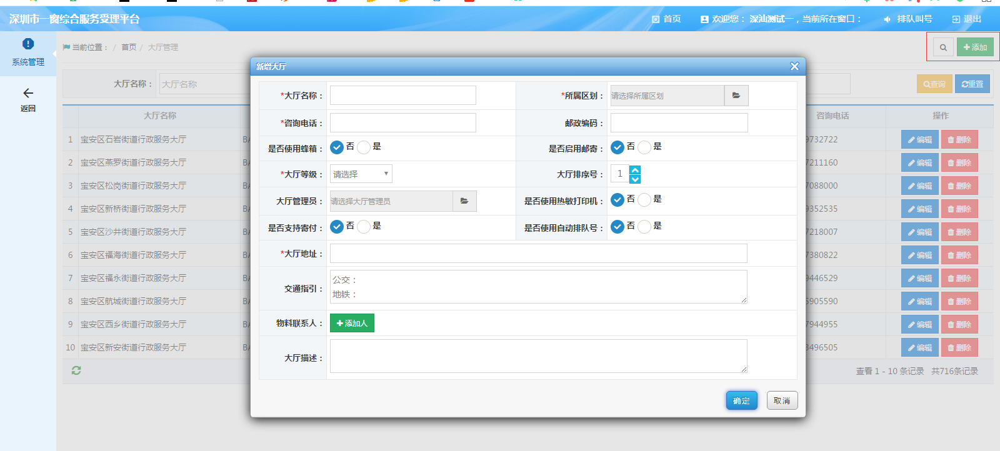 深圳市一窗综合服务受理平台
首页 欢迎您： 深汕测试一，当前所在窗口： 排队叫号 退出
系统管理
返回
当前位置： / 首页 / 大厅管理
添加
大厅名称： 大厅名称
查询 重置
大厅名称 咨询电话 操作
1 宝安区石岩街道行政服务大厅 BA 9732722 编辑 删除
2 宝安区燕罗街道行政服务大厅 BA 7211160 编辑 删除
3 宝安区松岗街道行政服务大厅 BA 7088000 编辑 删除
4 宝安区新桥街道行政服务大厅 BA 9352535 编辑 删除
5 宝安区沙井街道行政服务大厅 BA 7218007 编辑 删除
6 宝安区福海街道行政服务大厅 BA 7380822 编辑 删除
7 宝安区福永街道行政服务大厅 BA 9446529 编辑 删除
8 宝安区航城街道行政服务大厅 BA 5905590 编辑 删除
9 宝安区西乡街道行政服务大厅 BA 7944955 编辑 删除
10 宝安区新安街道行政服务大厅 BA 3496505 编辑 删除
查看 1 - 10 条记录 共716条记录
新增大厅
*大厅名称：
*所属区划： 请选择所属区划
*咨询电话：
邮政编码：
是否使用蜂箱： 否 是
是否启用邮寄： 否 是
*大厅等级： 请选择
大厅排序号： 1
大厅管理员： 请选择大厅管理员
是否使用热敏打印机： 否 是
是否支持寄付： 否 是
是否使用自动排队号： 否 是
*大厅地址：
交通指引： 公交：
地铁：
物料联系人： 添加人
大厅描述：
确定 取消